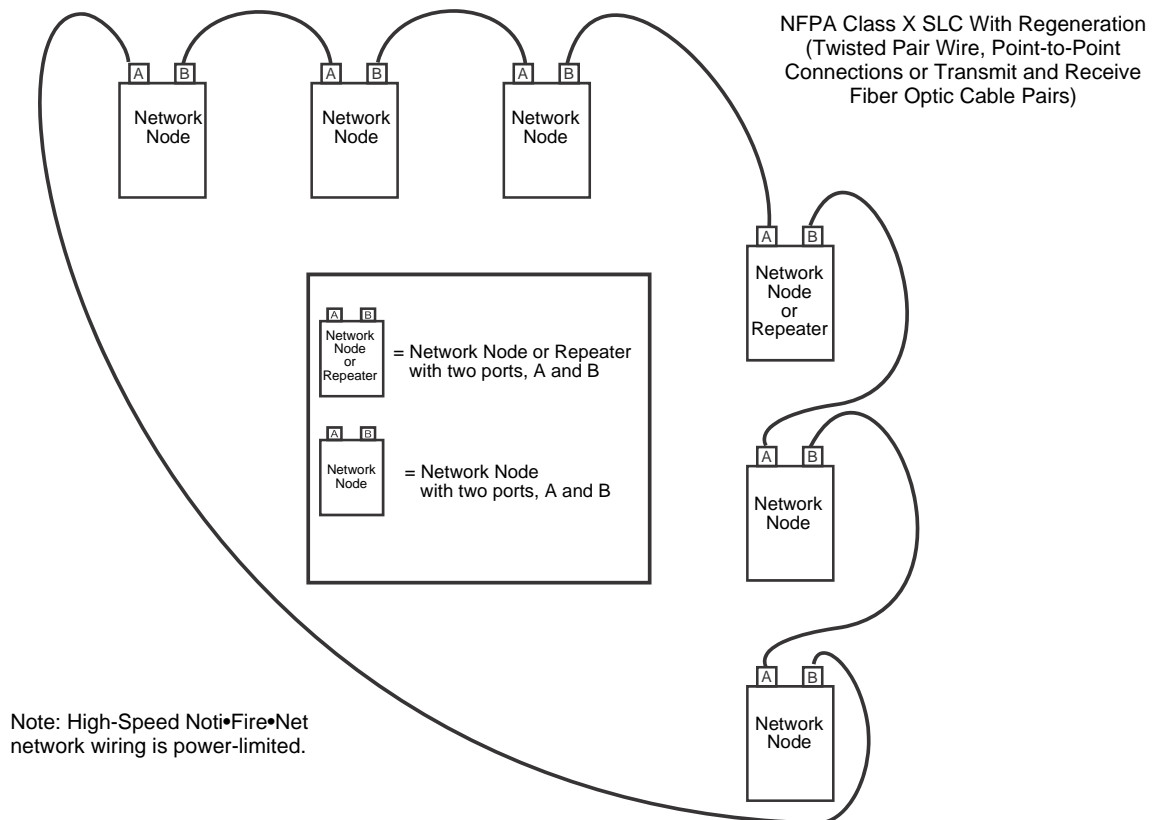 NFPA Class X SLC With Regeneration
(Twisted Pair Wire, Point-to-Point
Connections or Transmit and Receive
Fiber Optic Cable Pairs)
A B
Network
Node
A B
Network
Node
A B
Network
Node
A B
Network
Node
or
Repeater
A B
Network
Node
or
Repeater
= Network Node or Repeater
with two ports, A and B
A B
Network
Node
= Network Node
with two ports, A and B
A B
Network
Node
A B
Network
Node
Note: High-Speed Noti•Fire•Net
network wiring is power-limited.